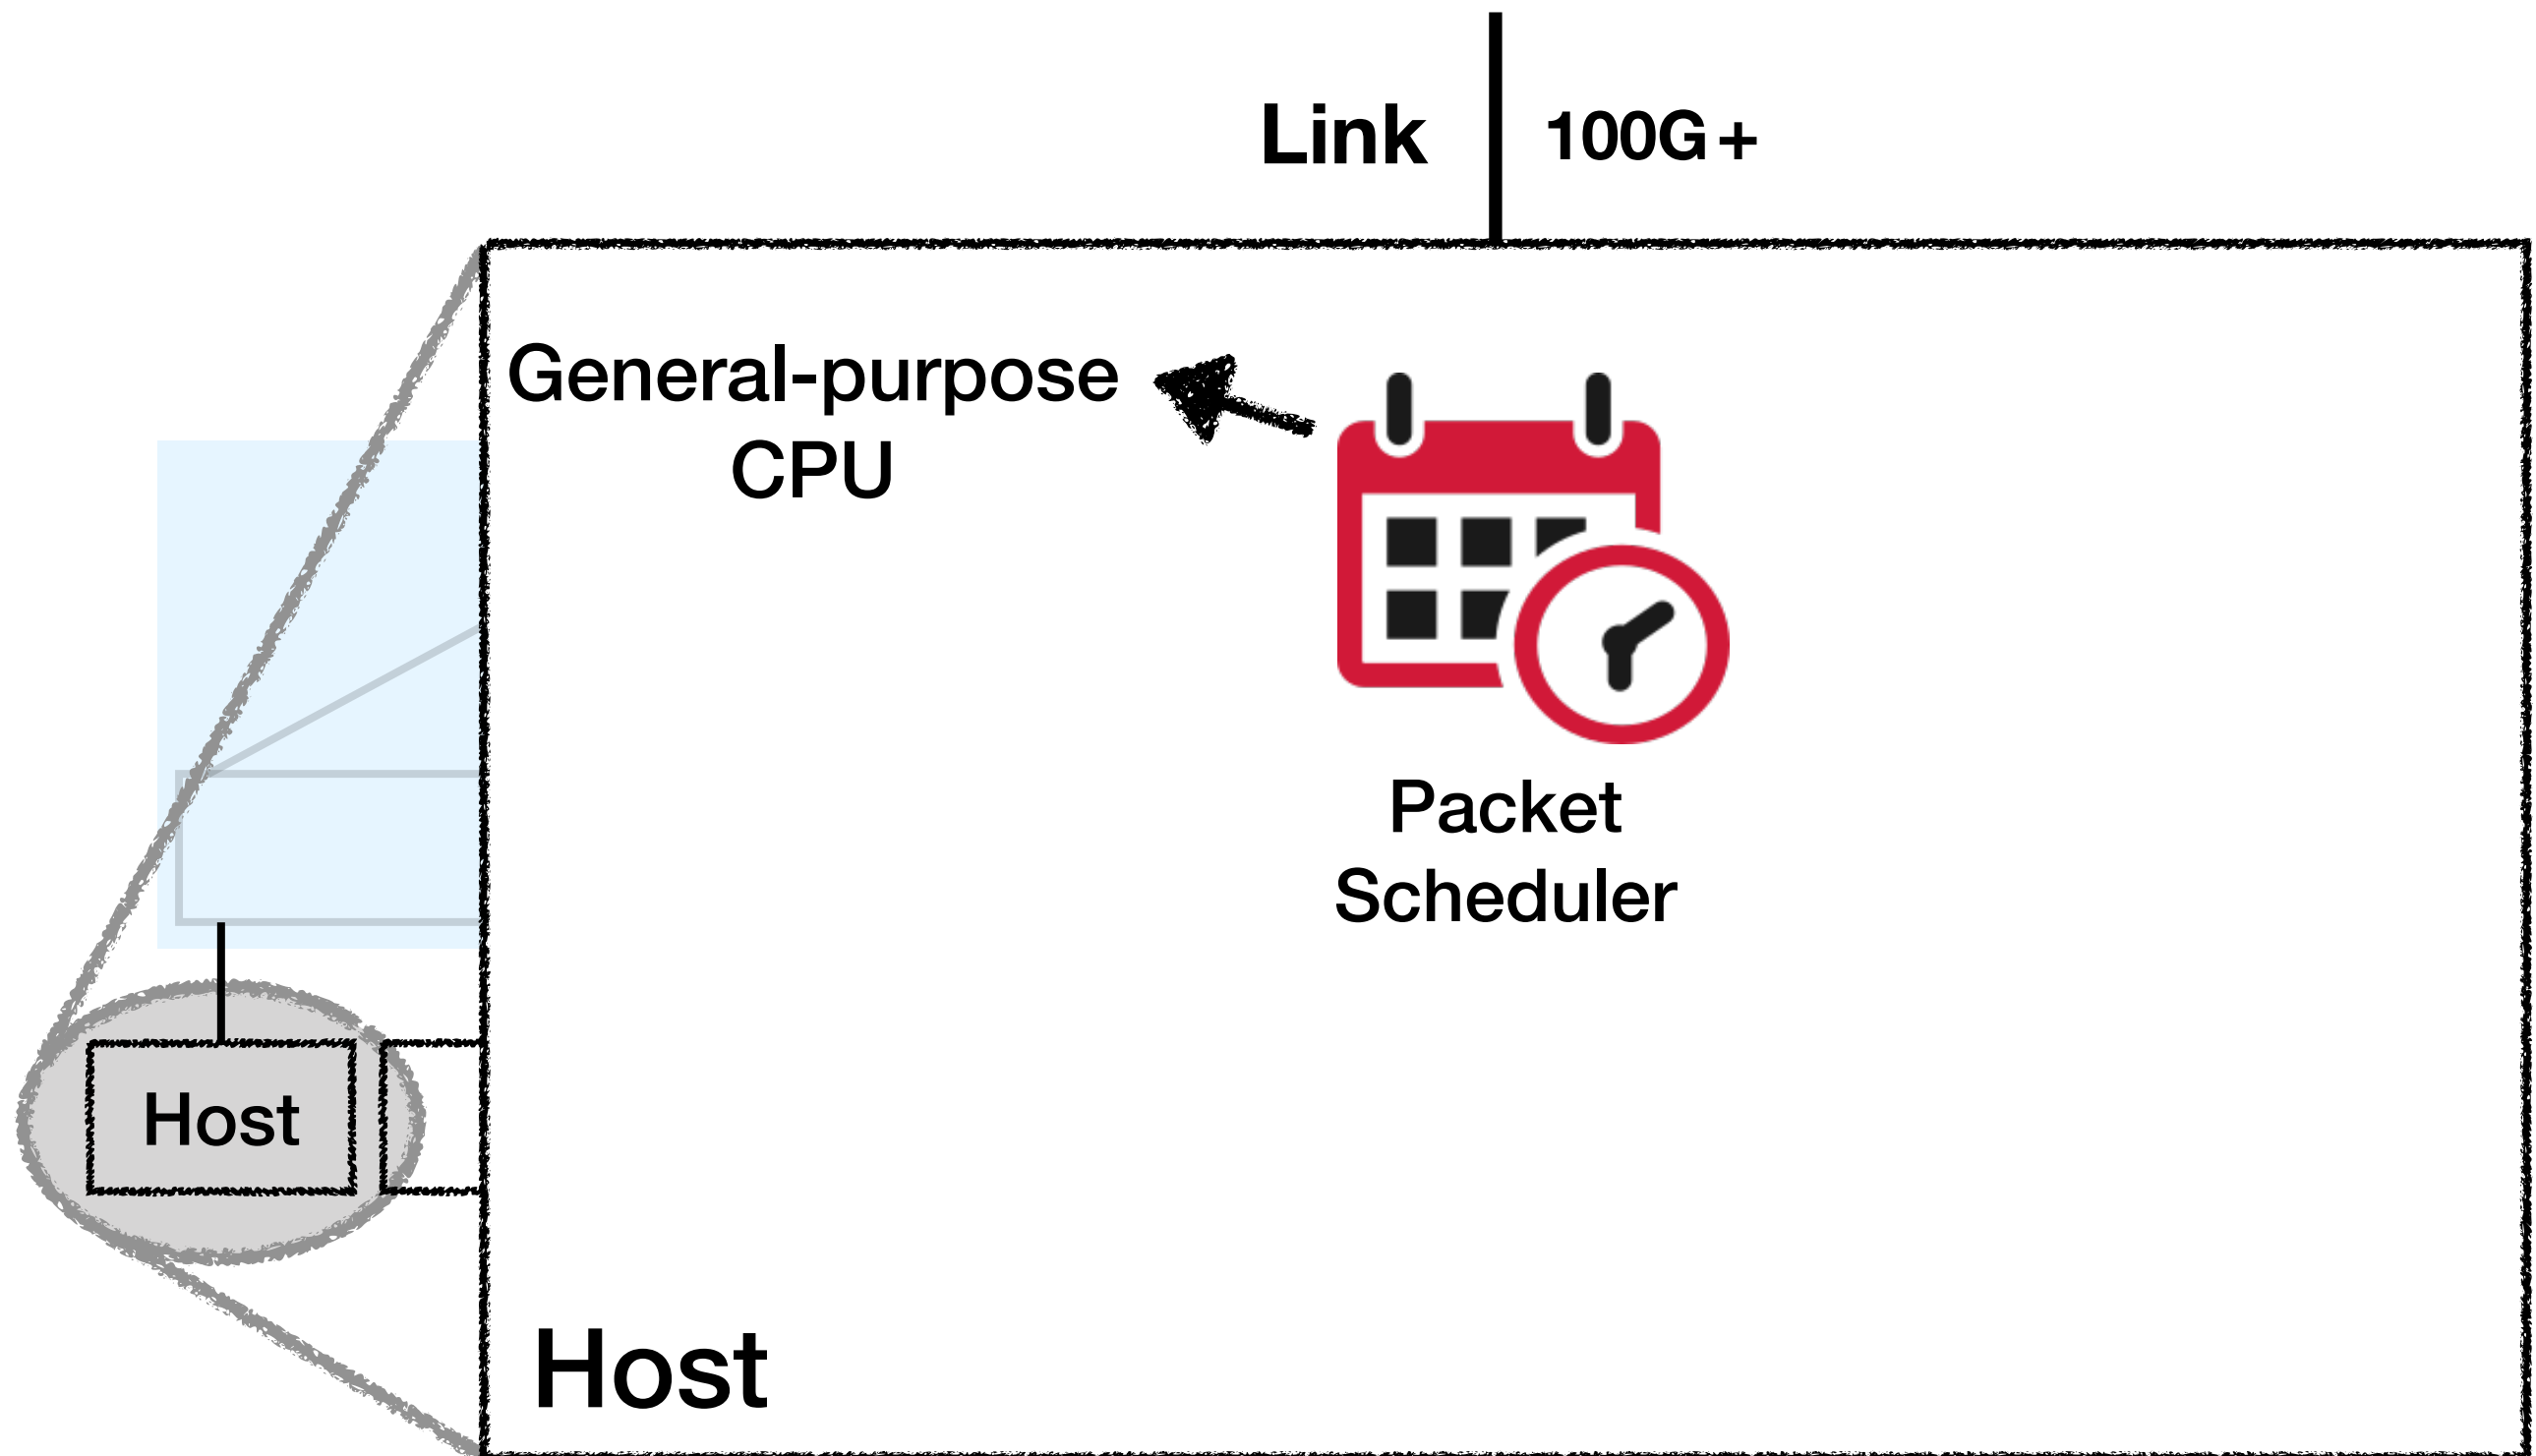 Link
100G+
General-purpose
CPU
Packet
Scheduler
Host
Host